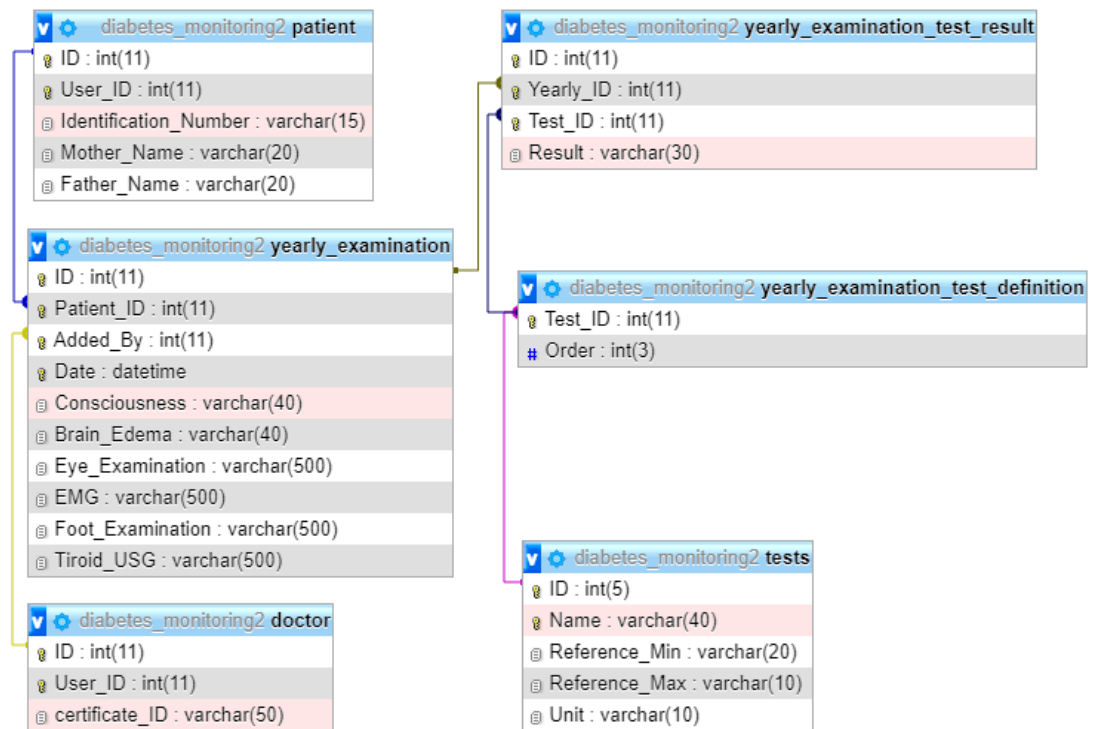 diabetes_monitoring2 patient
ID : int(11)
User_ID : int(11)
Identification_Number : varchar(15)
Mother_Name : varchar(20)
Father_Name : varchar(20)
diabetes_monitoring2 yearly_examination_test_result
ID : int(11)
Yearly_ID : int(11)
Test_ID : int(11)
Result : varchar(30)
diabetes_monitoring2 yearly_examination
ID : int(11)
Patient_ID : int(11)
Added_By : int(11)
Date : datetime
Consciousness : varchar(40)
Brain_Edema : varchar(40)
Eye_Examination : varchar(500)
EMG : varchar(500)
Foot_Examination : varchar(500)
Tiroid_USG : varchar(500)
diabetes_monitoring2 yearly_examination_test_definition
Test_ID : int(11)
# Order : int(3)
diabetes_monitoring2 doctor
ID : int(11)
User_ID : int(11)
certificate_ID : varchar(50)
diabetes_monitoring2 tests
ID : int(5)
Name : varchar(40)
Reference_Min : varchar(20)
Reference_Max : varchar(10)
Unit : varchar(10)